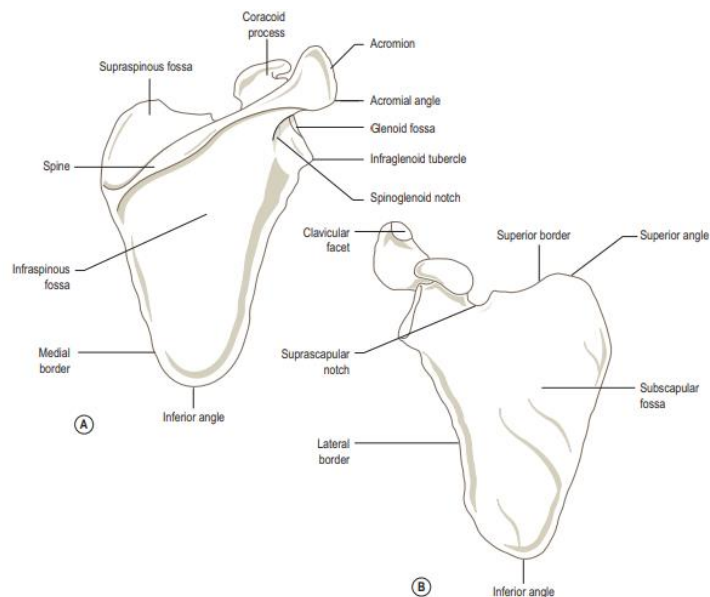 Coracoid
process
Acromion
Supraspinous fossa
Acromial angle
Glenoid fossa
Spine
Infraglenoid tubercle
Spinoglenoid notch
Clavicular
facet
Superior border
Superior angle
Infraspinous
fossa
Medial
border
Suprascapular
notch
Subscapular
fossa
Inferior angle
A
Lateral
border
B
Inferior angle